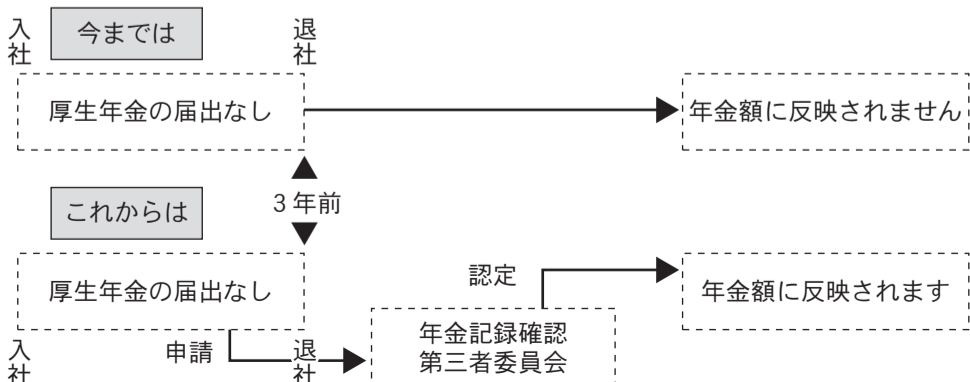 入社
今までは
退社
厚生年金の届出なし
年金額に反映されません
3年前
これからは
厚生年金の届出なし
認定
年金額に反映されます
入社
申請
退社
年金記録確認
第三者委員会